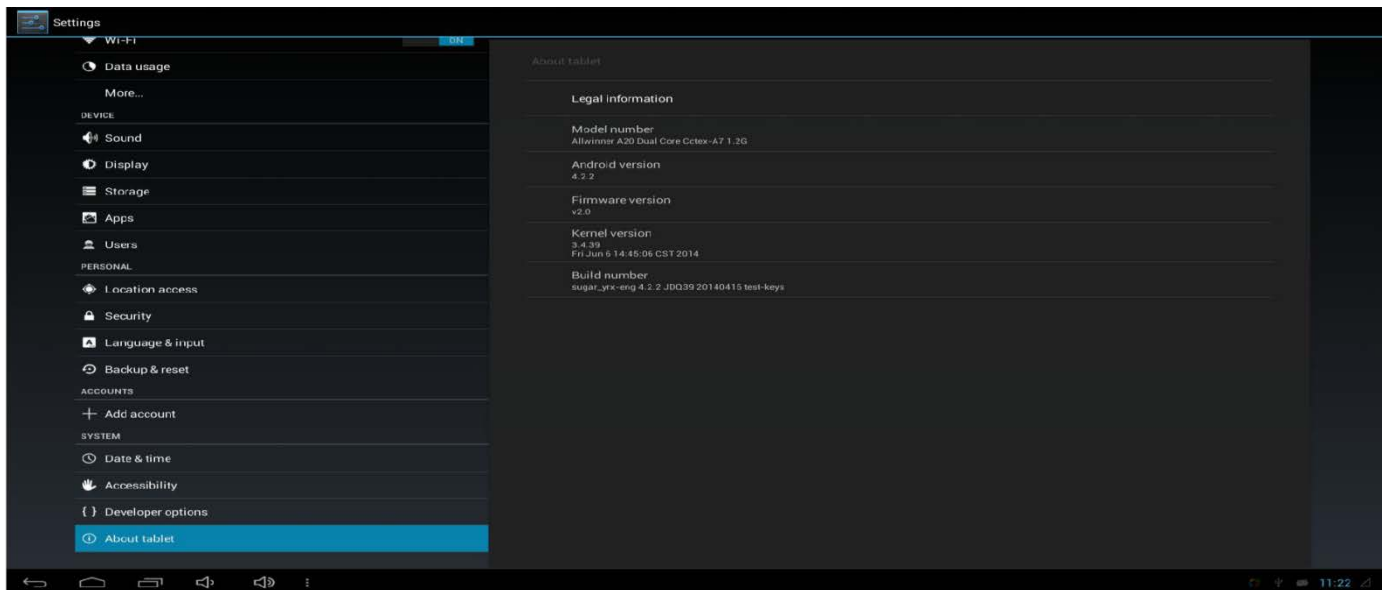 Settings
Wi-Fi
ON
Data usage
More...
DEVICE
Sound
Display
Storage
Apps
Users
PERSONAL
Location access
Security
Language & input
Backup & reset
ACCOUNTS
Add account
SYSTEM
Date & time
Accessibility
{ } Developer options
About tablet
About tablet
Legal information
Model number
Allwinner A20 Dual Core Cctex-A7 1.2G
Android version
4.2.2
Firmware version
v2.0
Kernel version
3.4.39
Fri Jun 6 14:45:06 CST 2014
Build number
sugar_yrx-eng 4.2.2 JDQ39 20140415 test-keys
11:22